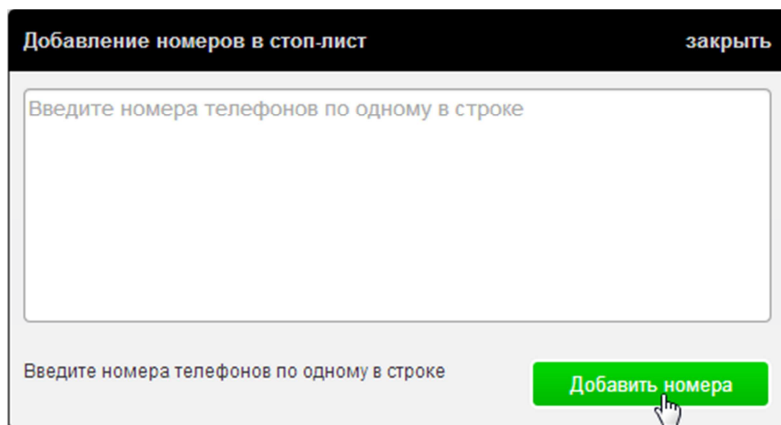 Добавление номеров в стоп-лист закрыть
Введите номера телефонов по одному в строке
Введите номера телефонов по одному в строке
Добавить номера